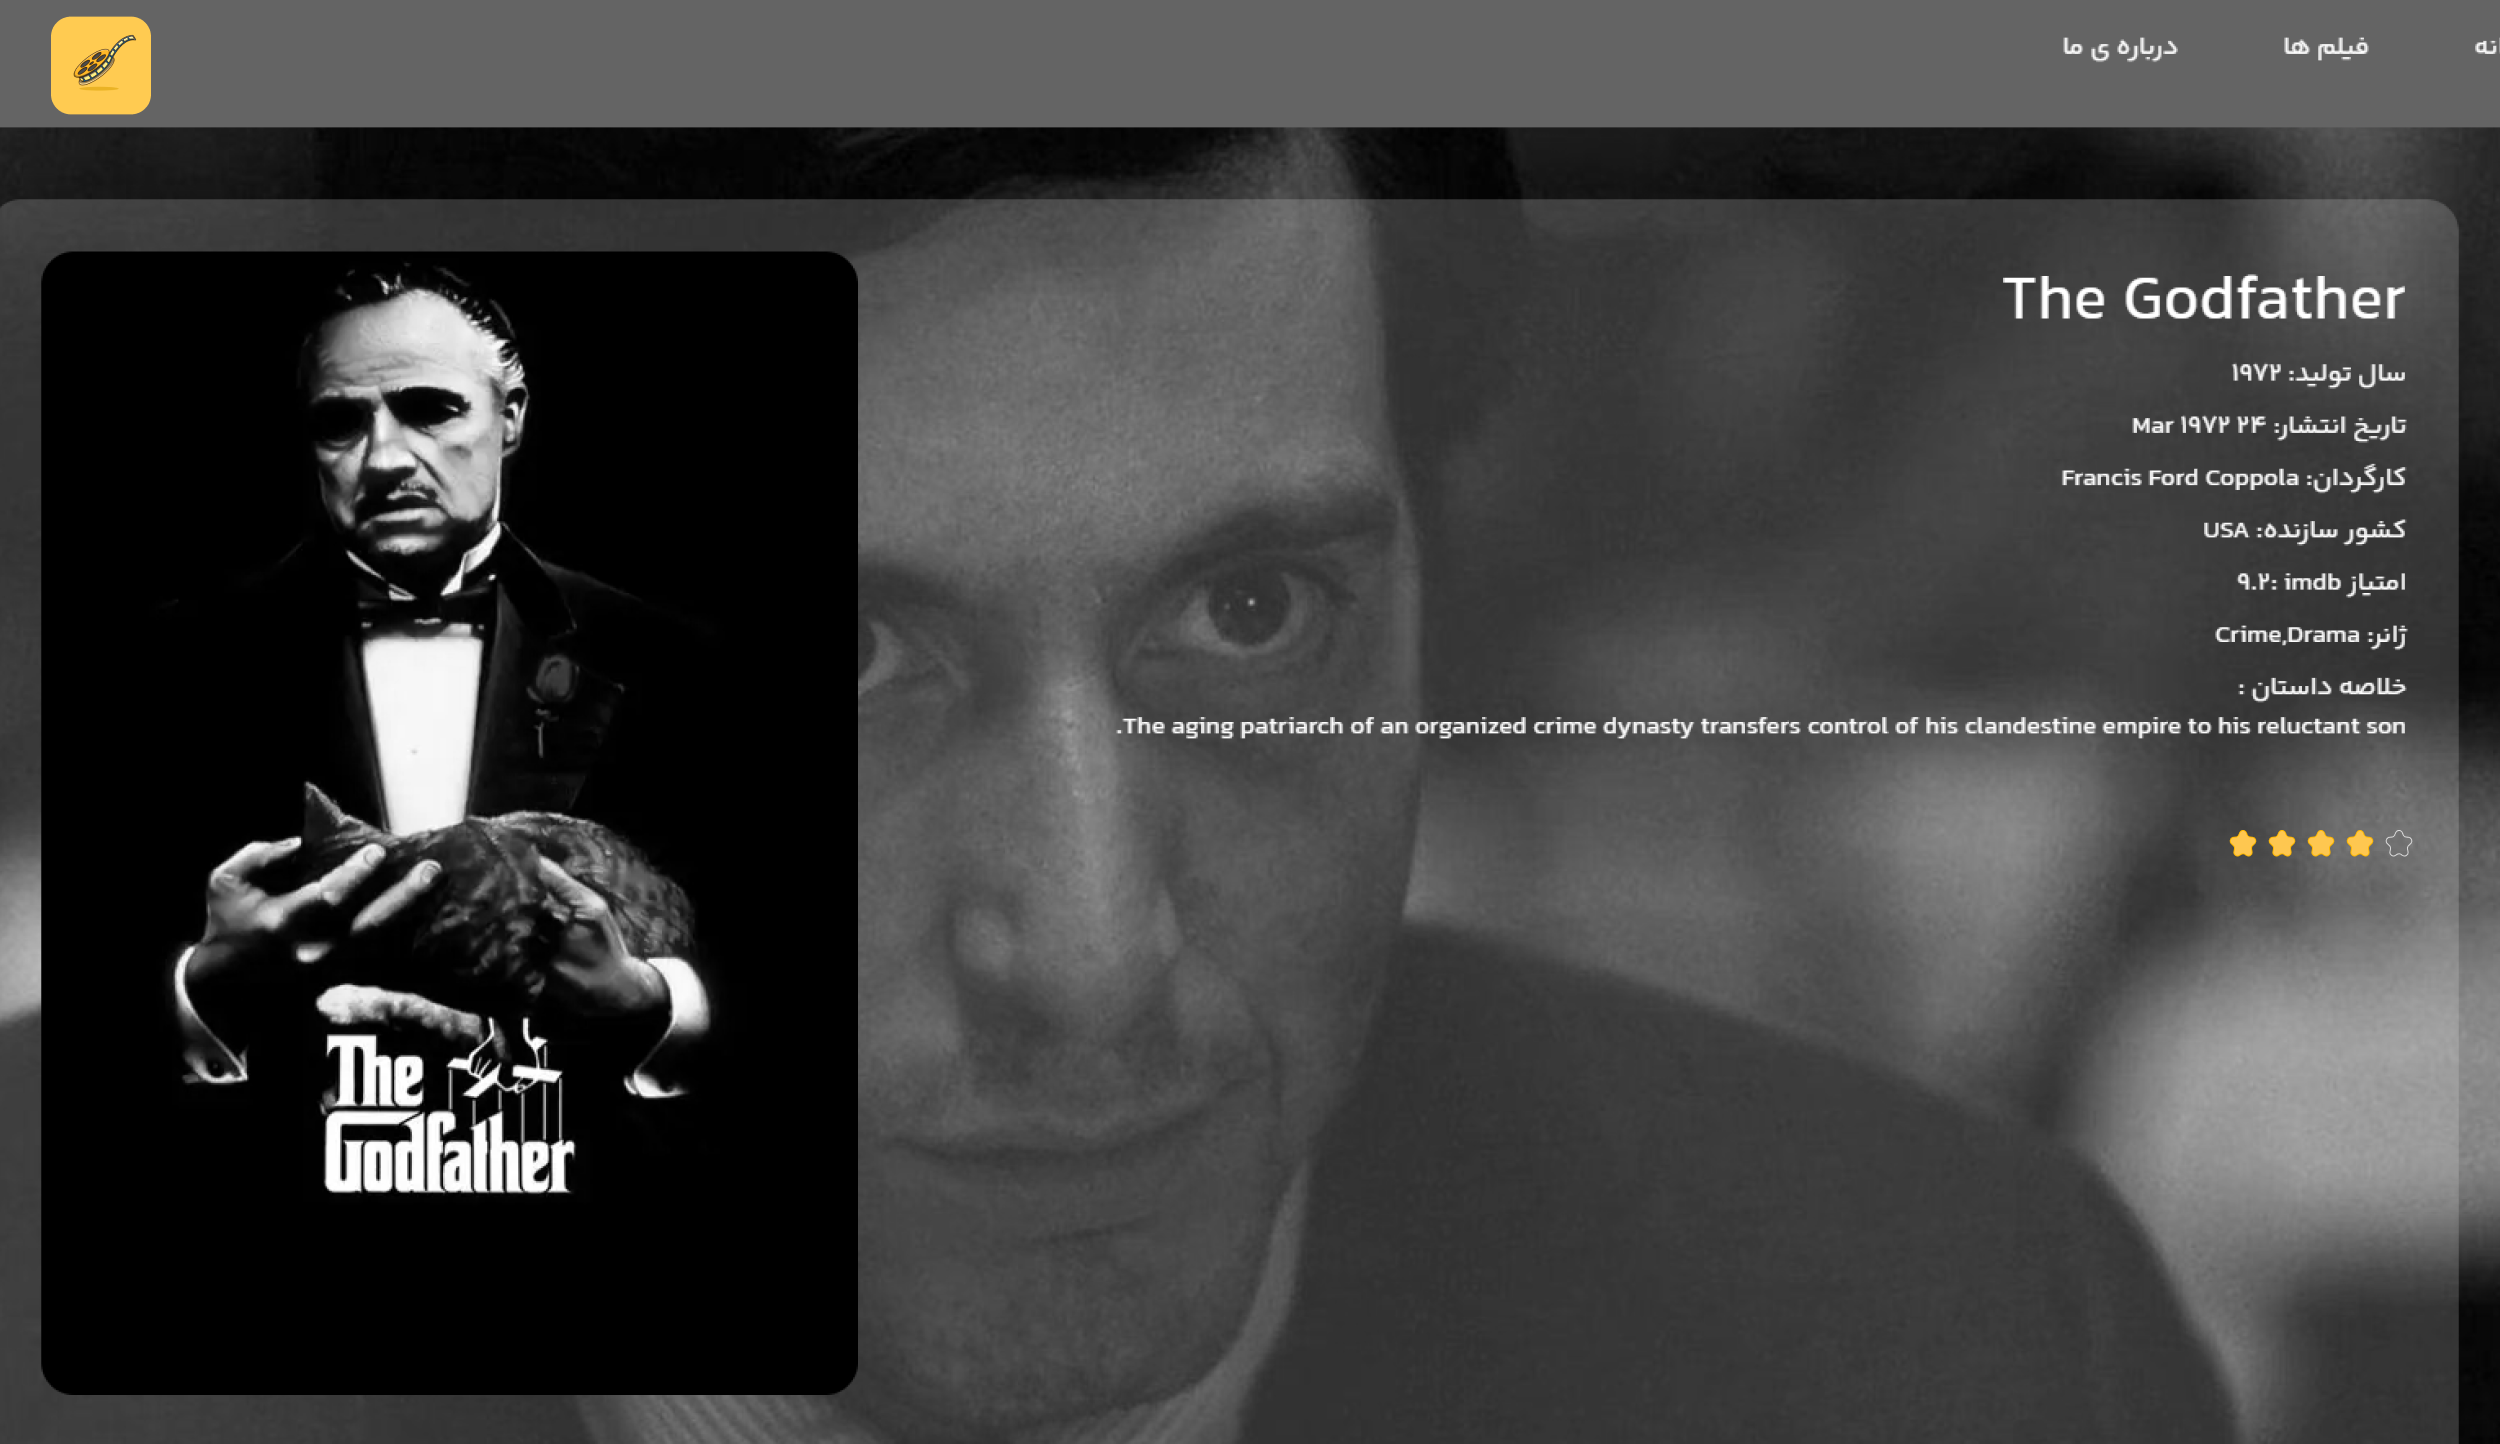 فیلم ها
درباره ی ما
The Godfather
سال تولید: ۱۹۷۲
تاریخ انتشار: ۲۴ Mar ۱۹۷۲
کارگردان: Francis Ford Coppola
کشور سازنده: USA
امتیاز imdb :۹.۲
ژانر: Crime,Drama
خلاصه داستان :
The aging patriarch of an organized crime dynasty transfers control of his clandestine empire to his reluctant son.
The
Godfather